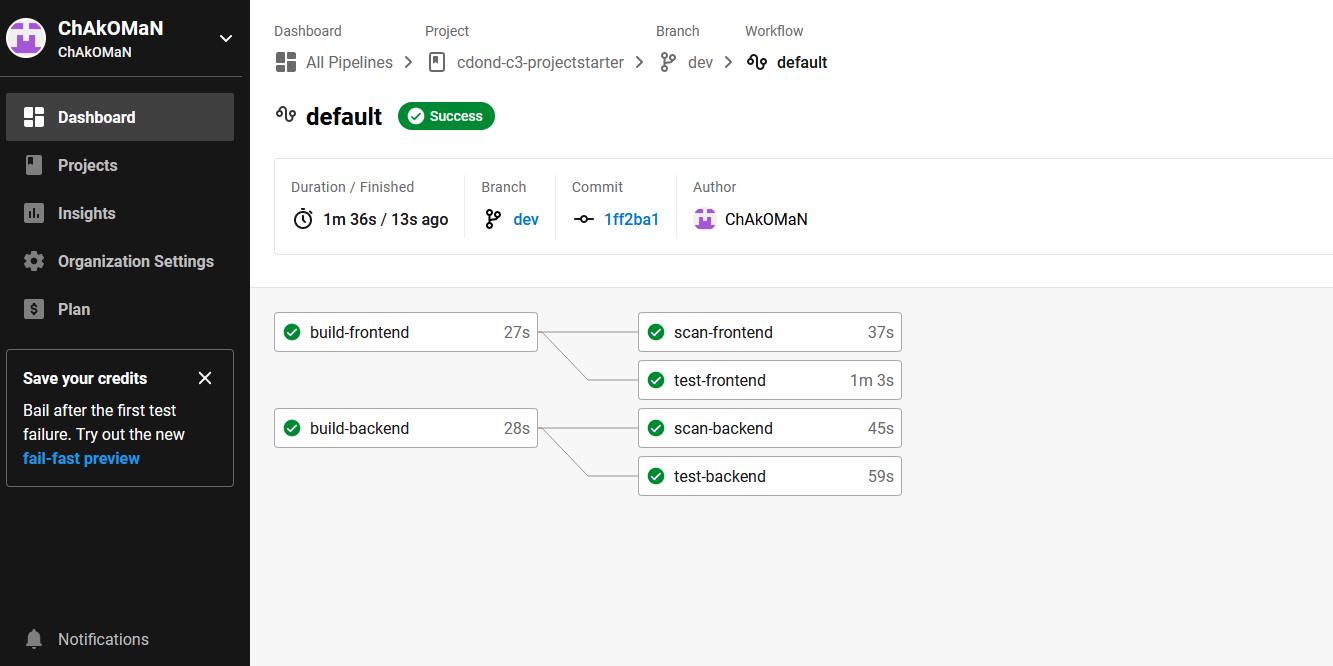 ChAkOMaN
ChAkOMaN
Dashboard
Projects
Insights
Organization Settings
Plan
Save your credits
Bail after the first test
failure. Try out the new
fail-fast preview
Notifications
Dashboard Project Branch Workflow
All Pipelines cdond-c3-projectstarter dev default
default Success
Duration / Finished Branch Commit Author
1m 36s / 13s ago dev 1ff2ba1 ChAkOMaN
build-frontend 27s scan-frontend 37s
test-frontend 1m 3s
build-backend 28s scan-backend 45s
test-backend 59s